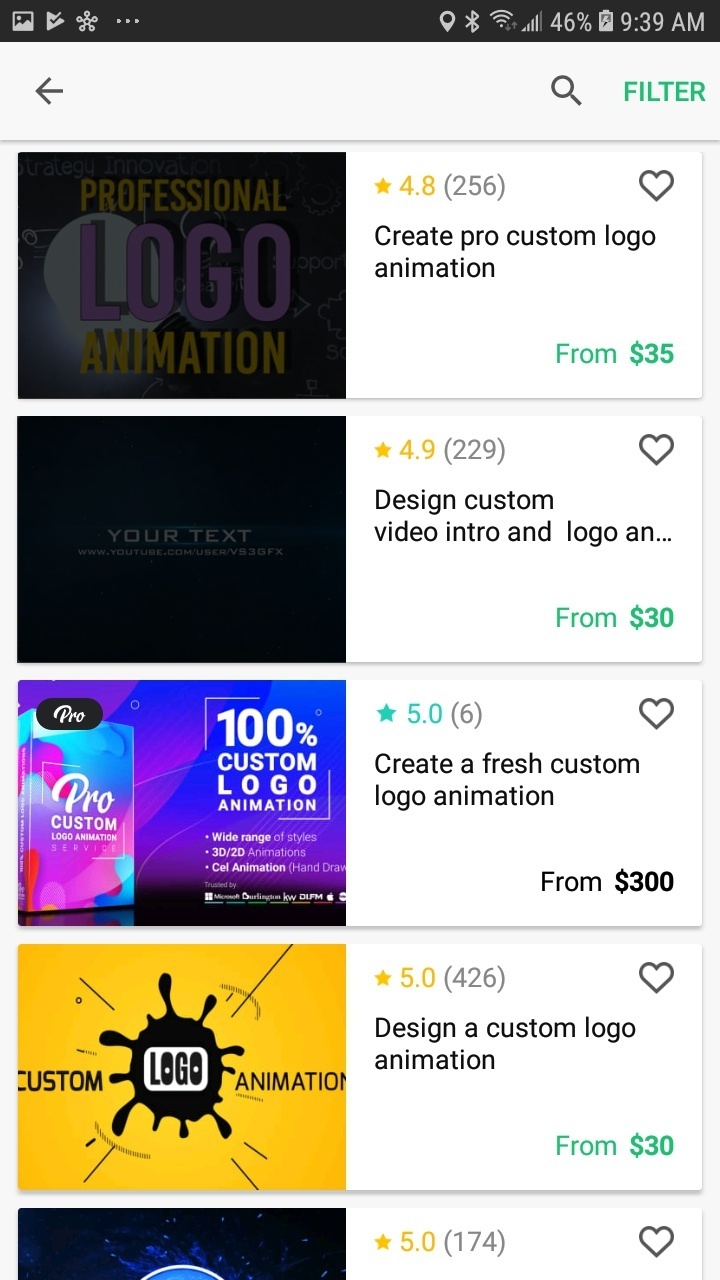 46% 9:39 AM
FILTER
Strategy Innovation
PROFESSIONAL
LOGO
ANIMATION
4.8 (256)
Create pro custom logo
animation
From $35
YOUR TEXT
WWW.YOUTUBE.COM/USER/VS3GFX
4.9 (229)
Design custom
video intro and logo an...
From $30
Pro
Pro
CUSTOM
LOGO ANIMATION
SERVICE
100%
CUSTOM
LOGO
ANIMATION
• Wide range of styles
• 3D/2D Animations
• Cel Animation (Hand Draw
Trusted by
Microsoft Burlington kw DI.FM
5.0 (6)
Create a fresh custom
logo animation
From $300
CUSTOM LOGO ANIMATION
5.0 (426)
Design a custom logo
animation
From $30
5.0 (174)